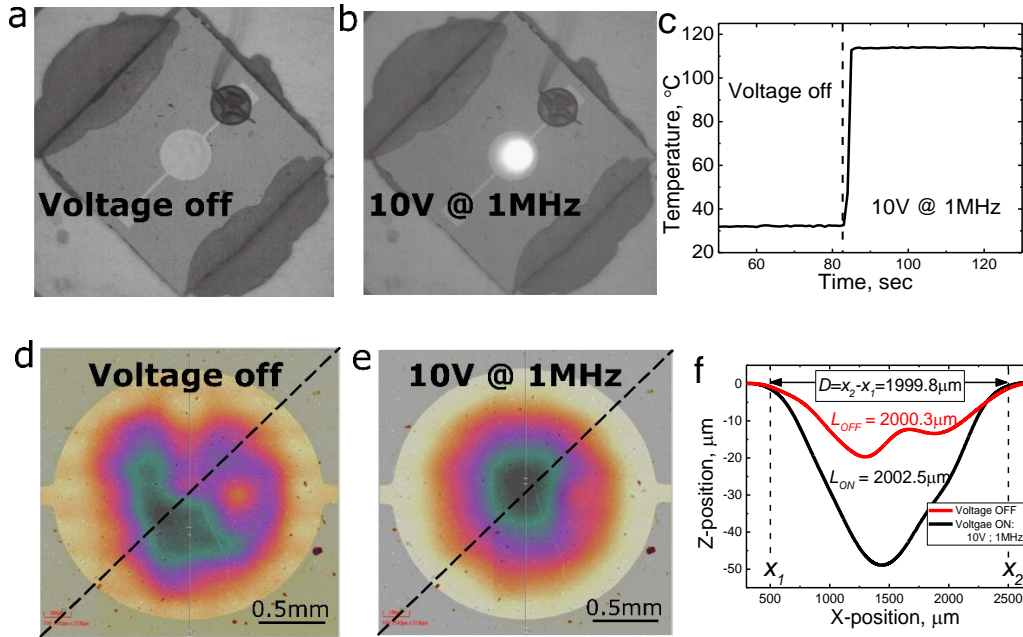 a
Voltage off
b
10V @ 1MHz
c
Temperature, °C
120
100
80
60
40
20
Voltage off
10V @ 1MHz
60
80
100
120
Time, sec
d
Voltage off
0.5mm
e
10V @ 1MHz
0.5mm
f
Z-position, µm
0
-10
-20
-30
-40
-50
D=x2-x1=1999.8µm
LOFF = 2000.3µm
LON = 2002.5µm
Voltage OFF
Voltgae ON:
10V ; 1MHz
x1
x2
500
1000
1500
2000
2500
X-position, µm